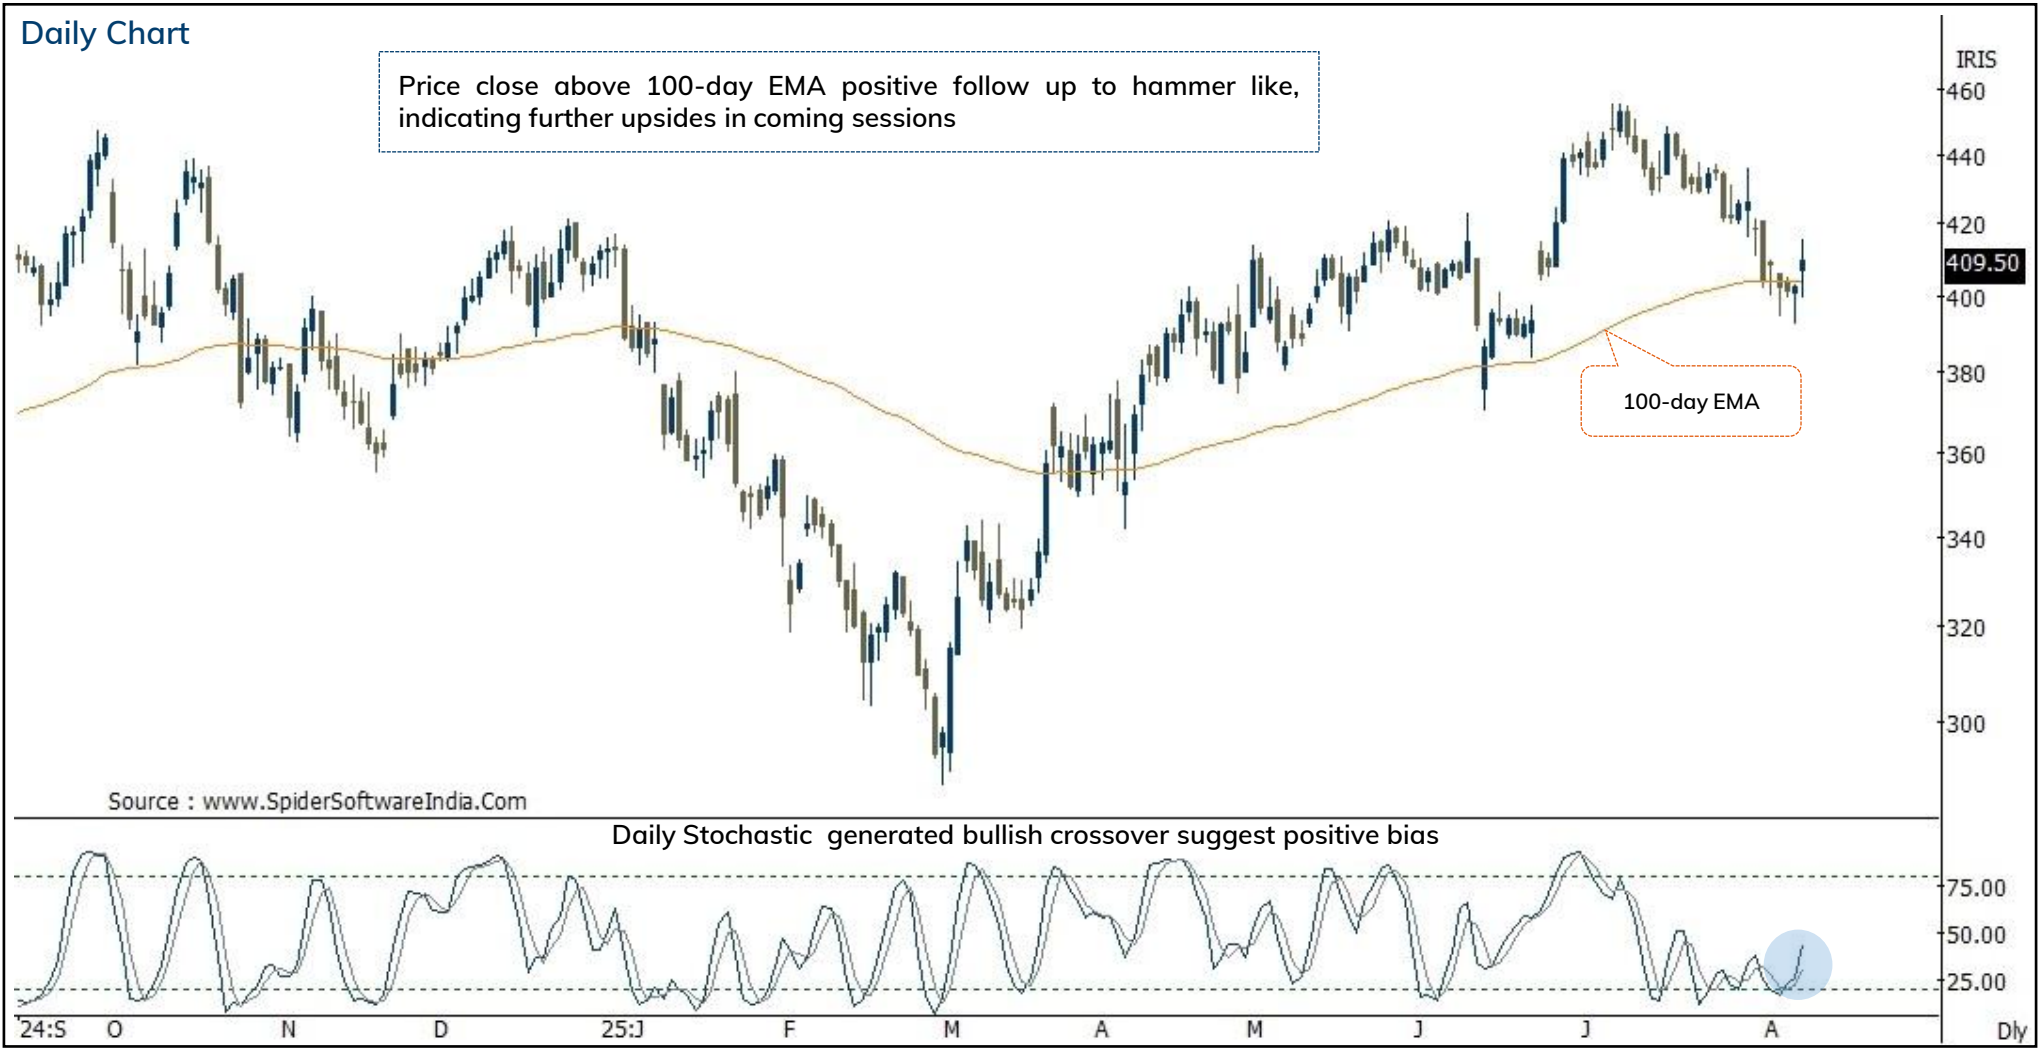 Daily Chart
Price close above 100-day EMA positive follow up to hammer like,
indicating further upsides in coming sessions
IRIS
460
440
420
409.50
400
380
100-day EMA
360
340
320
300
Source : www.SpiderSoftwareIndia.Com
Daily Stochastic generated bullish crossover suggest positive bias
75.00
50.00
25.00
24:S O N D 25:J F M A M J J A Dly